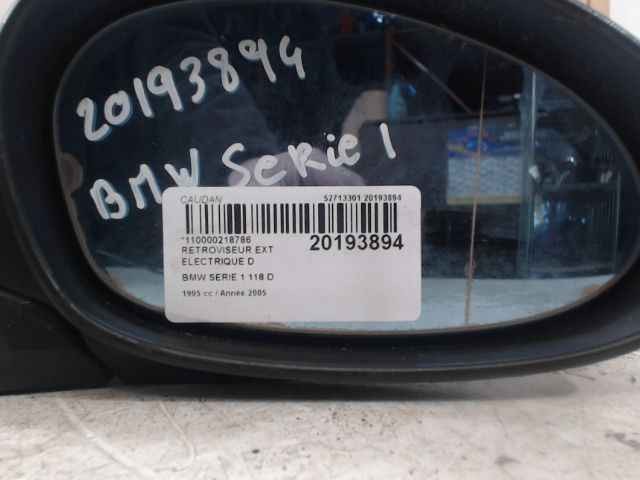 20193894
BMW Serie 1
CAUDAN 52713301 20193894
*110000218786 20193894
RETROVISEUR EXT
ELECTRIQUE D
BMW SERIE 1 118 D
1995 cc / Année 2005